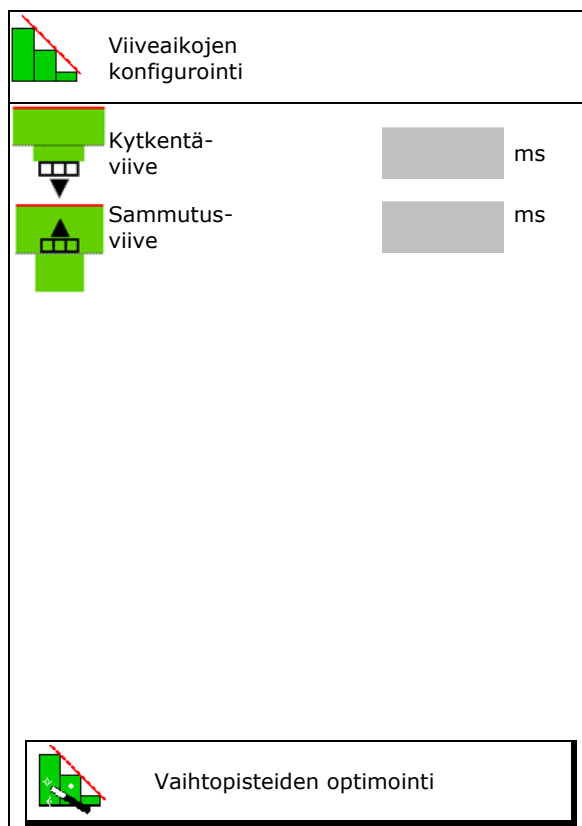 Viiveaikojen
konfigurointi
Kytkentä-
viive
ms
Sammutus-
viive
ms
Vaihtopisteiden optimointi